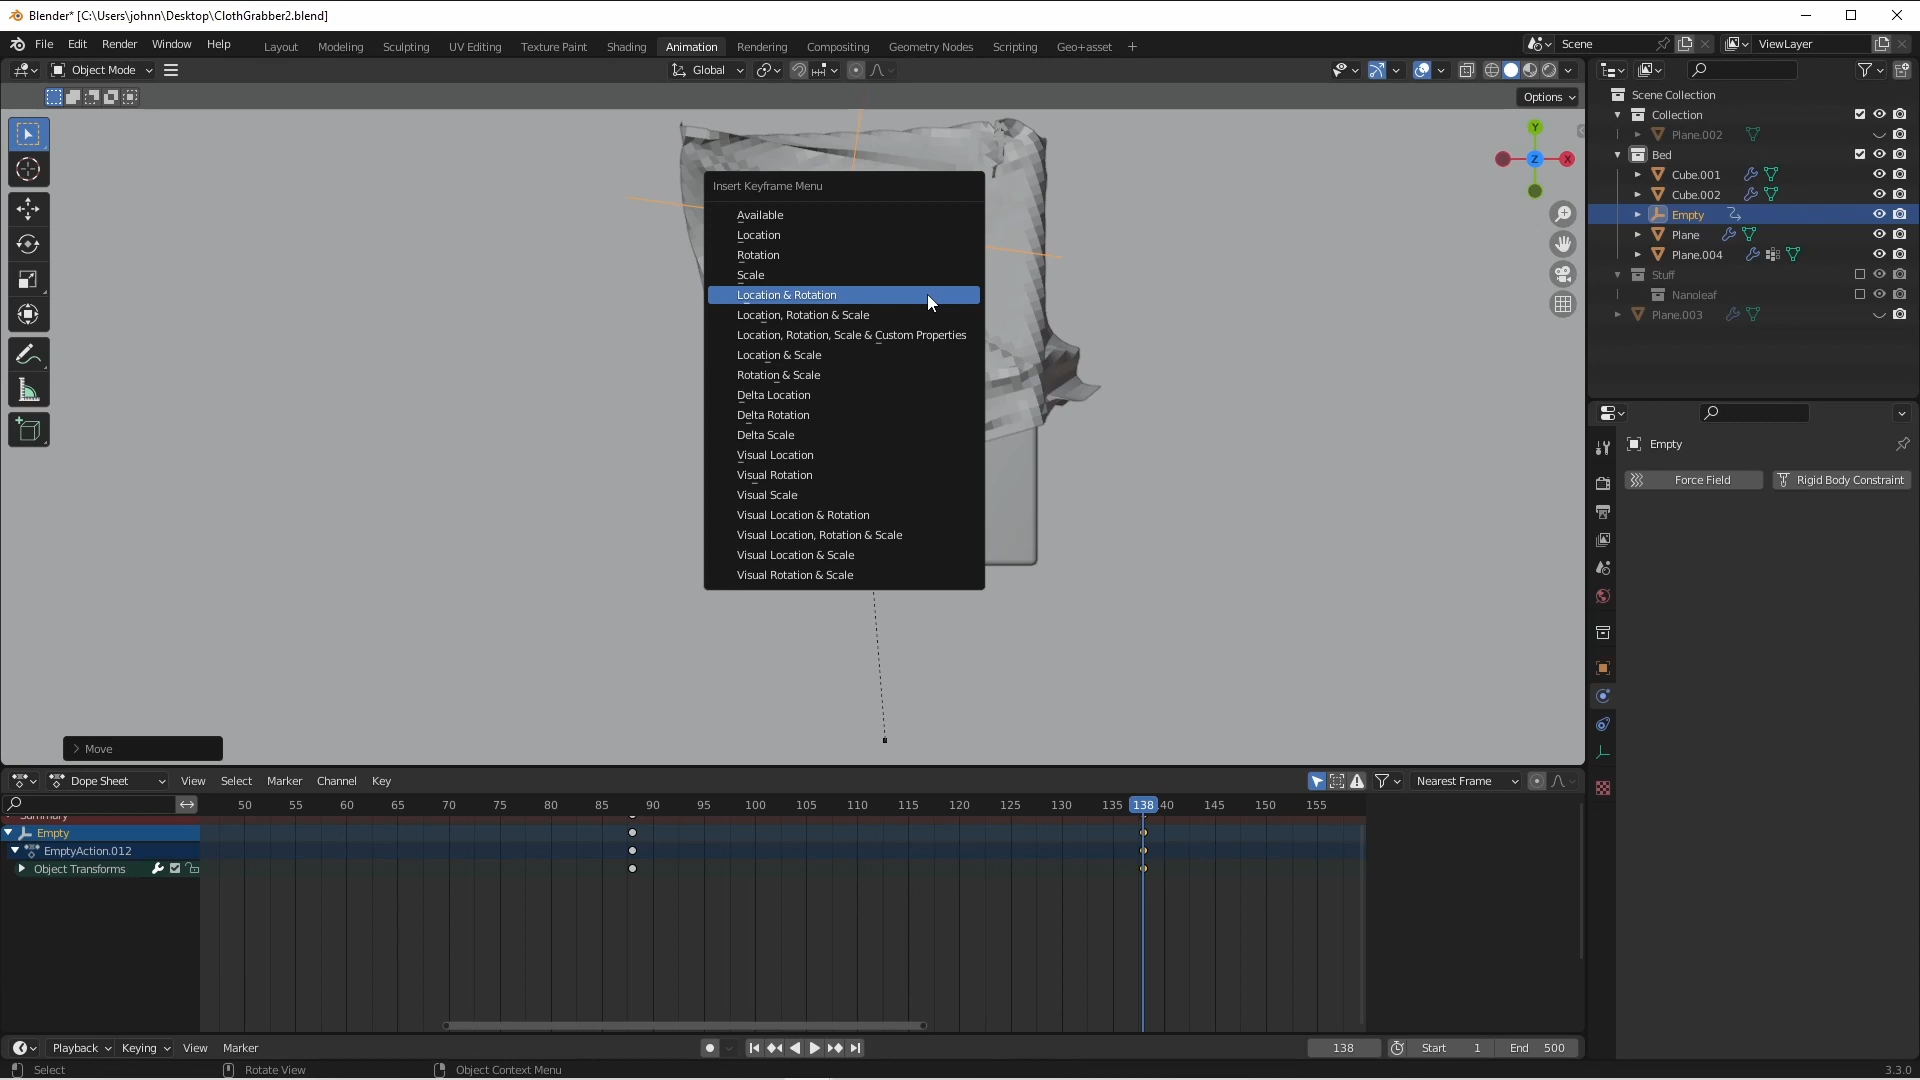 Blender* [C:\Users\johnn\Desktop\ClothGrabber2.blend]
File Edit Render Window Help Layout Modeling Sculpting UV Editing Texture Paint Shading Animation Rendering Compositing Geometry Nodes Scripting Geo+asset + Scene ViewLayer
Object Mode Global
Options
Scene Collection
Collection
Plane.002
Bed
Cube.001
Cube.002
Empty
Plane
Plane.004
Stuff
Nanoleaf
Plane.003
Y
X
Z
Insert Keyframe Menu
Available
Location
Rotation
Scale
Location & Rotation
Location, Rotation & Scale
Location, Rotation, Scale & Custom Properties
Location & Scale
Rotation & Scale
Delta Location
Delta Rotation
Delta Scale
Visual Location
Visual Rotation
Visual Scale
Visual Location & Rotation
Visual Location, Rotation & Scale
Visual Location & Scale
Visual Rotation & Scale
Empty
Force Field Rigid Body Constraint
Move
Dope Sheet View Select Marker Channel Key Nearest Frame
50 55 60 65 70 75 80 85 90 95 100 105 110 115 120 125 130 135 138 40 145 150 155
Summary
Empty
EmptyAction.012
Object Transforms
Playback Keying View Marker 138 Start 1 End 500
Select Rotate View Object Context Menu 3.3.0